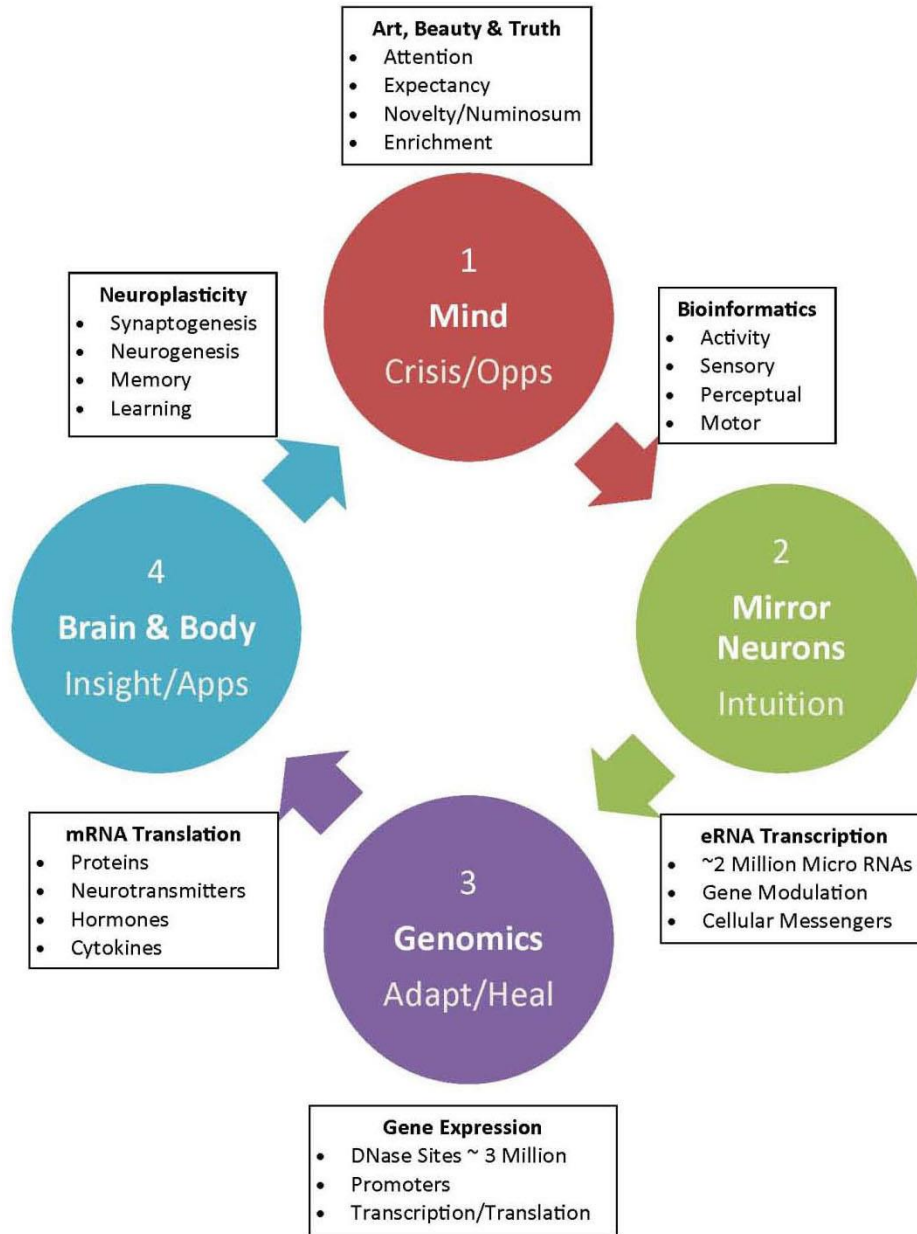 Art, Beauty & Truth
• Attention
• Expectancy
• Novelty/Numinosum
• Enrichment
1
Mind
Crisis/Opps
Neuroplasticity
• Synaptogenesis
• Neurogenesis
• Memory
• Learning
Bioinformatics
• Activity
• Sensory
• Perceptual
• Motor
4
Brain & Body
Insight/Apps
2
Mirror
Neurons
Intuition
mRNA Translation
• Proteins
• Neurotransmitters
• Hormones
• Cytokines
3
Genomics
Adapt/Heal
eRNA Transcription
• ~2 Million Micro RNAs
• Gene Modulation
• Cellular Messengers
Gene Expression
• DNase Sites ~ 3 Million
• Promoters
• Transcription/Translation